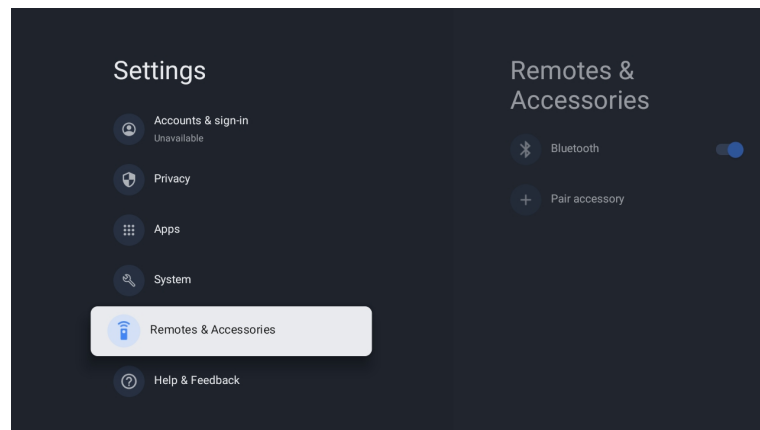 Settings
Accounts & sign-in
Unavailable
Privacy
Apps
System
Remotes & Accessories
Help & Feedback
Remotes &
Accessories
Bluetooth
Pair accessory